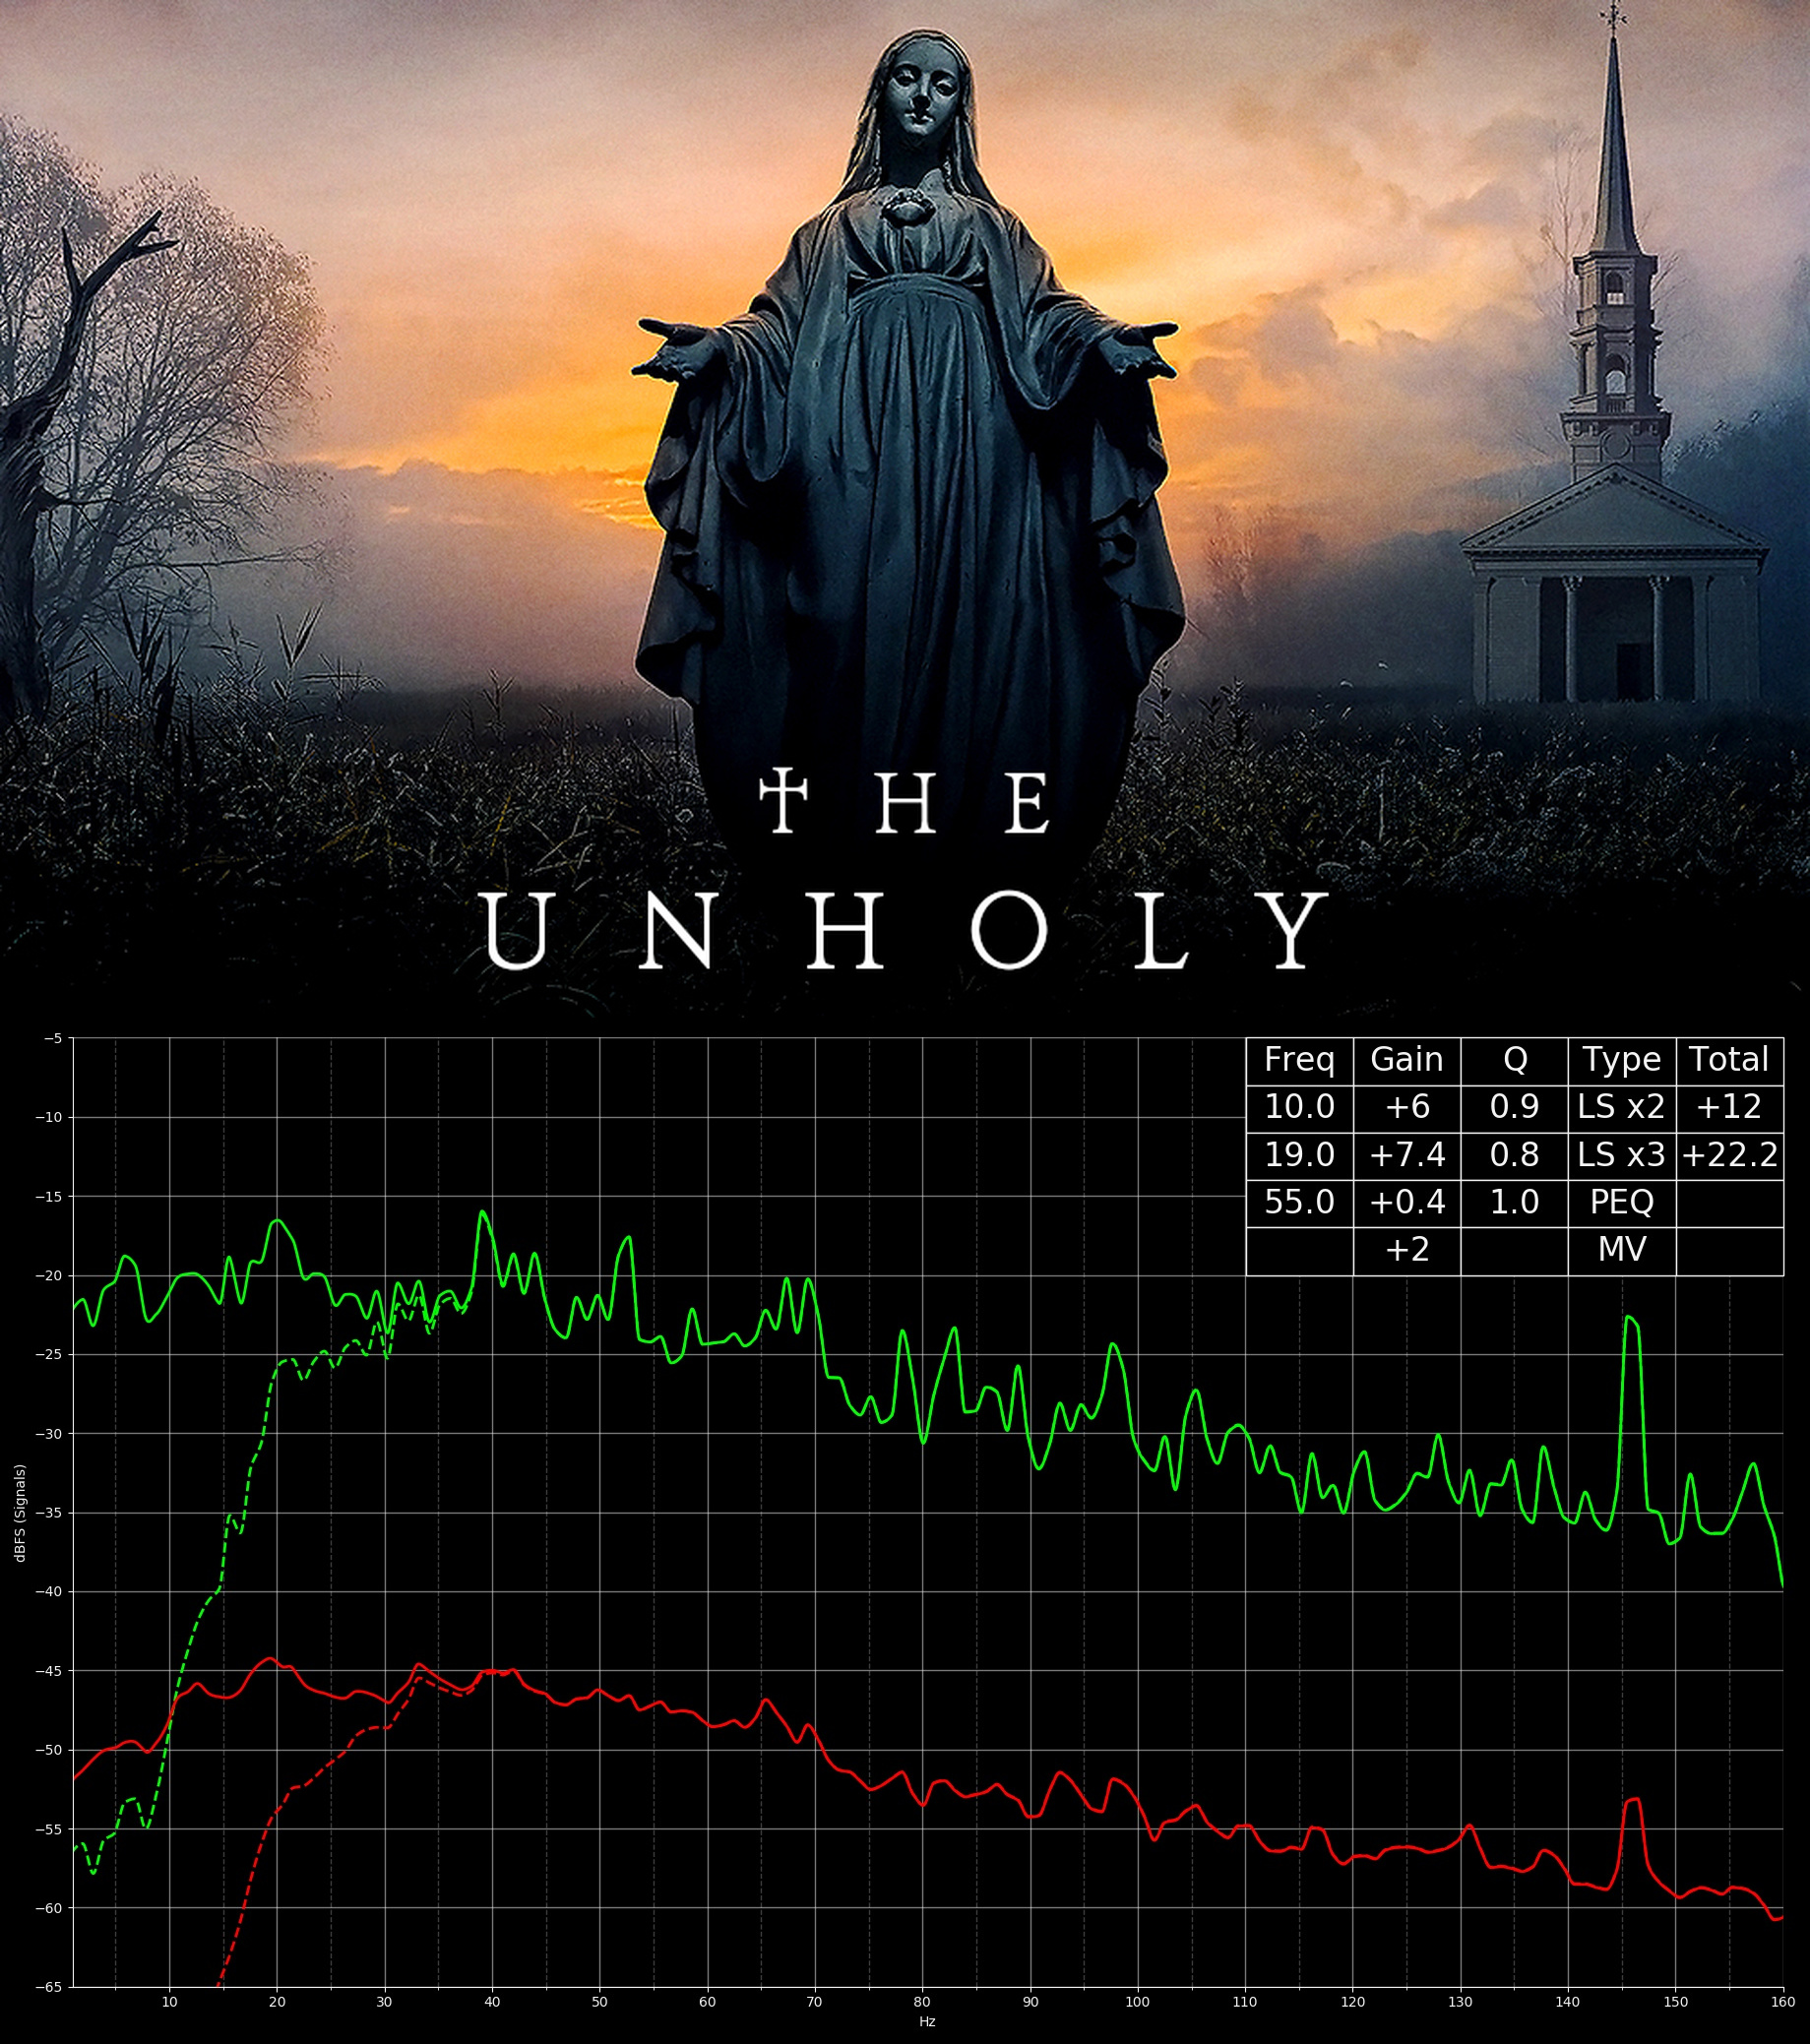 THE
UNHOLY
Freq Gain Q Type Total
10.0 +6 0.9 LS x2 +12
19.0 +7.4 0.8 LS x3 +22.2
55.0 +0.4 1.0 PEQ
+2 MV
−5
−10
−15
−20
−25
−30
−35
−40
−45
−50
−55
−60
−65
dBFS (Signals)
10 20 30 40 50 60 70 80 90 100 110 120 130 140 150 160
Hz